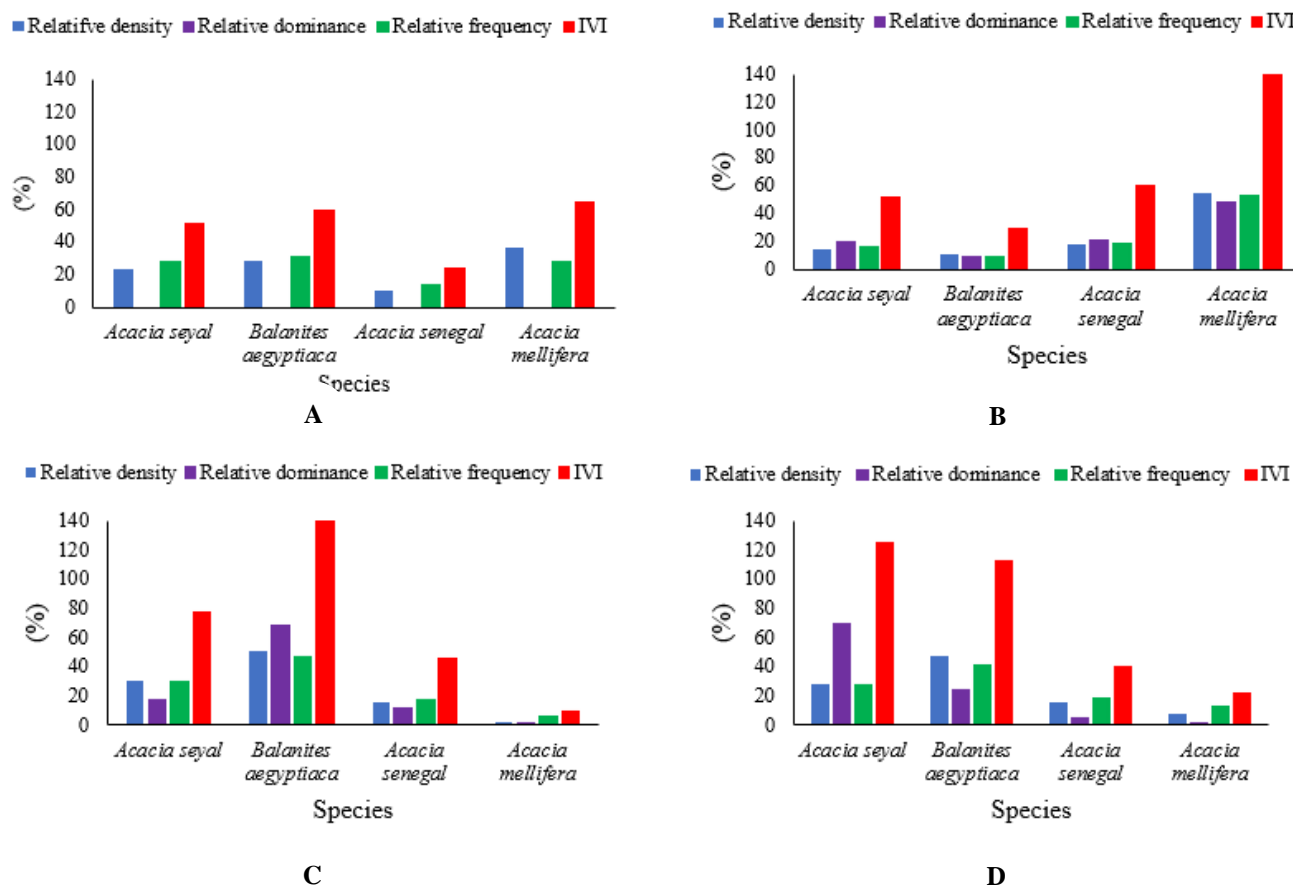 Relatifve density Relative dominance Relative frequency IVI
140
120
100
80
60
40
20
0
(%)
Acacia seyal Balanites aegyptiaca Acacia senegal Acacia mellifera
Species
A
Relative density Relative dominance Relative frequency IVI
140
120
100
80
60
40
20
0
(%)
Acacia seyal Balanites aegyptiaca Acacia senegal Acacia mellifera
Species
B
Relative density Relative dominance Relative frequency IVI
140
120
100
80
60
40
20
0
(%)
Acacia seyal Balanites aegyptiaca Acacia senegal Acacia mellifera
Species
C
Relative density Relative dominance Relative frequency IVI
140
120
100
80
60
40
20
0
(%)
Acacia seyal Balanites aegyptiaca Acacia senegal Acacia mellifera
Species
D